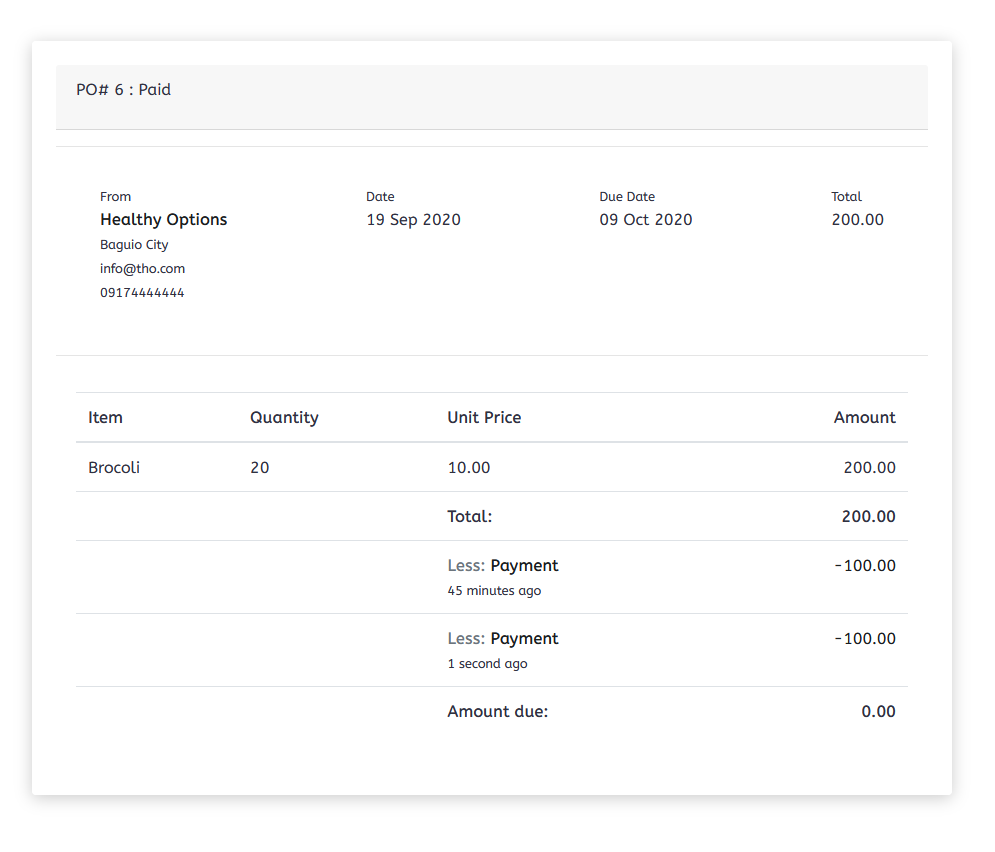 PO# 6 : Paid
From Date Due Date Total
Healthy Options 19 Sep 2020 09 Oct 2020 200.00
Baguio City
info@tho.com
09174444444
Item Quantity Unit Price Amount
Brocoli 20 10.00 200.00
Total: 200.00
Less: Payment -100.00
45 minutes ago
Less: Payment -100.00
1 second ago
Amount due: 0.00